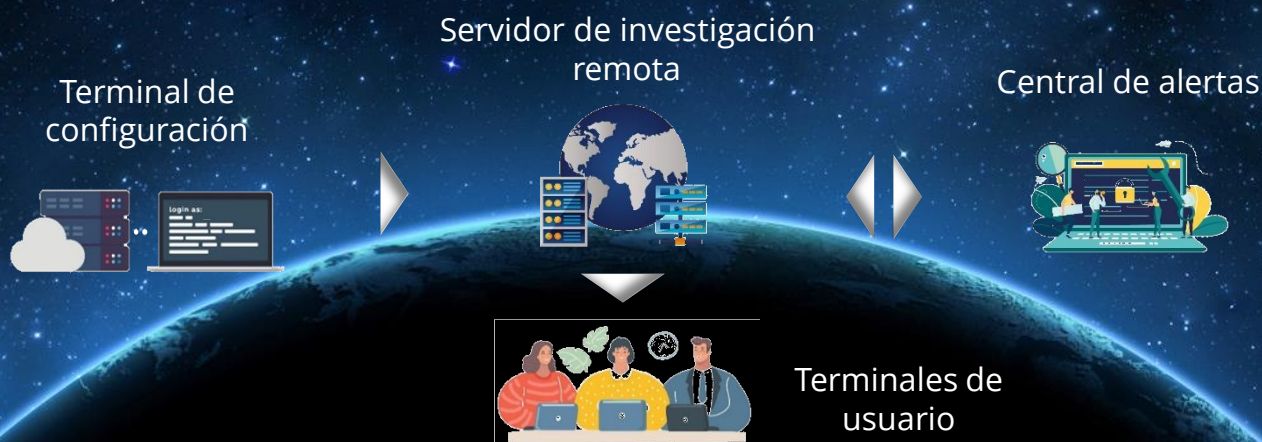 Servidor de investigación
remota
Terminal de
configuración
Central de alertas
login as:
Terminales de
usuario